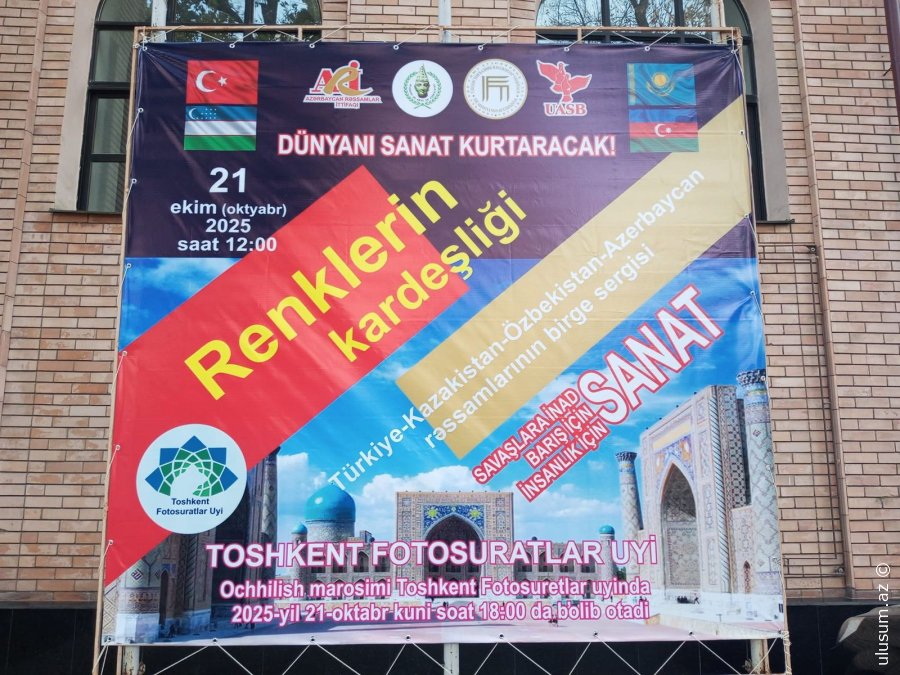 ARİ
AZƏRBAYCAN RƏSSAMLAR
İTTİFAQI
UASB
DÜNYANI SANAT KURTARACAK!
21
ekim (oktyabr)
2025
saat 12:00
Renklerin
kardeşliği
Türkiye-Kazakistan-Özbekistan-Azerbaycan
rəssamlarının birge sergisi
SAVAŞLARA İNAD
BARIŞ İÇİN
İNSANLIK İÇİN
SANAT
Toshkent
Fotosuratlar Uyi
TOSHKENT FOTOSURATLAR UYİ
Ochhilish marosimi Toshkent Fotosuretlar uyinda
2025-yil 21-oktabr kuni soat 18:00 da bolib otadi
ulusum.az ©